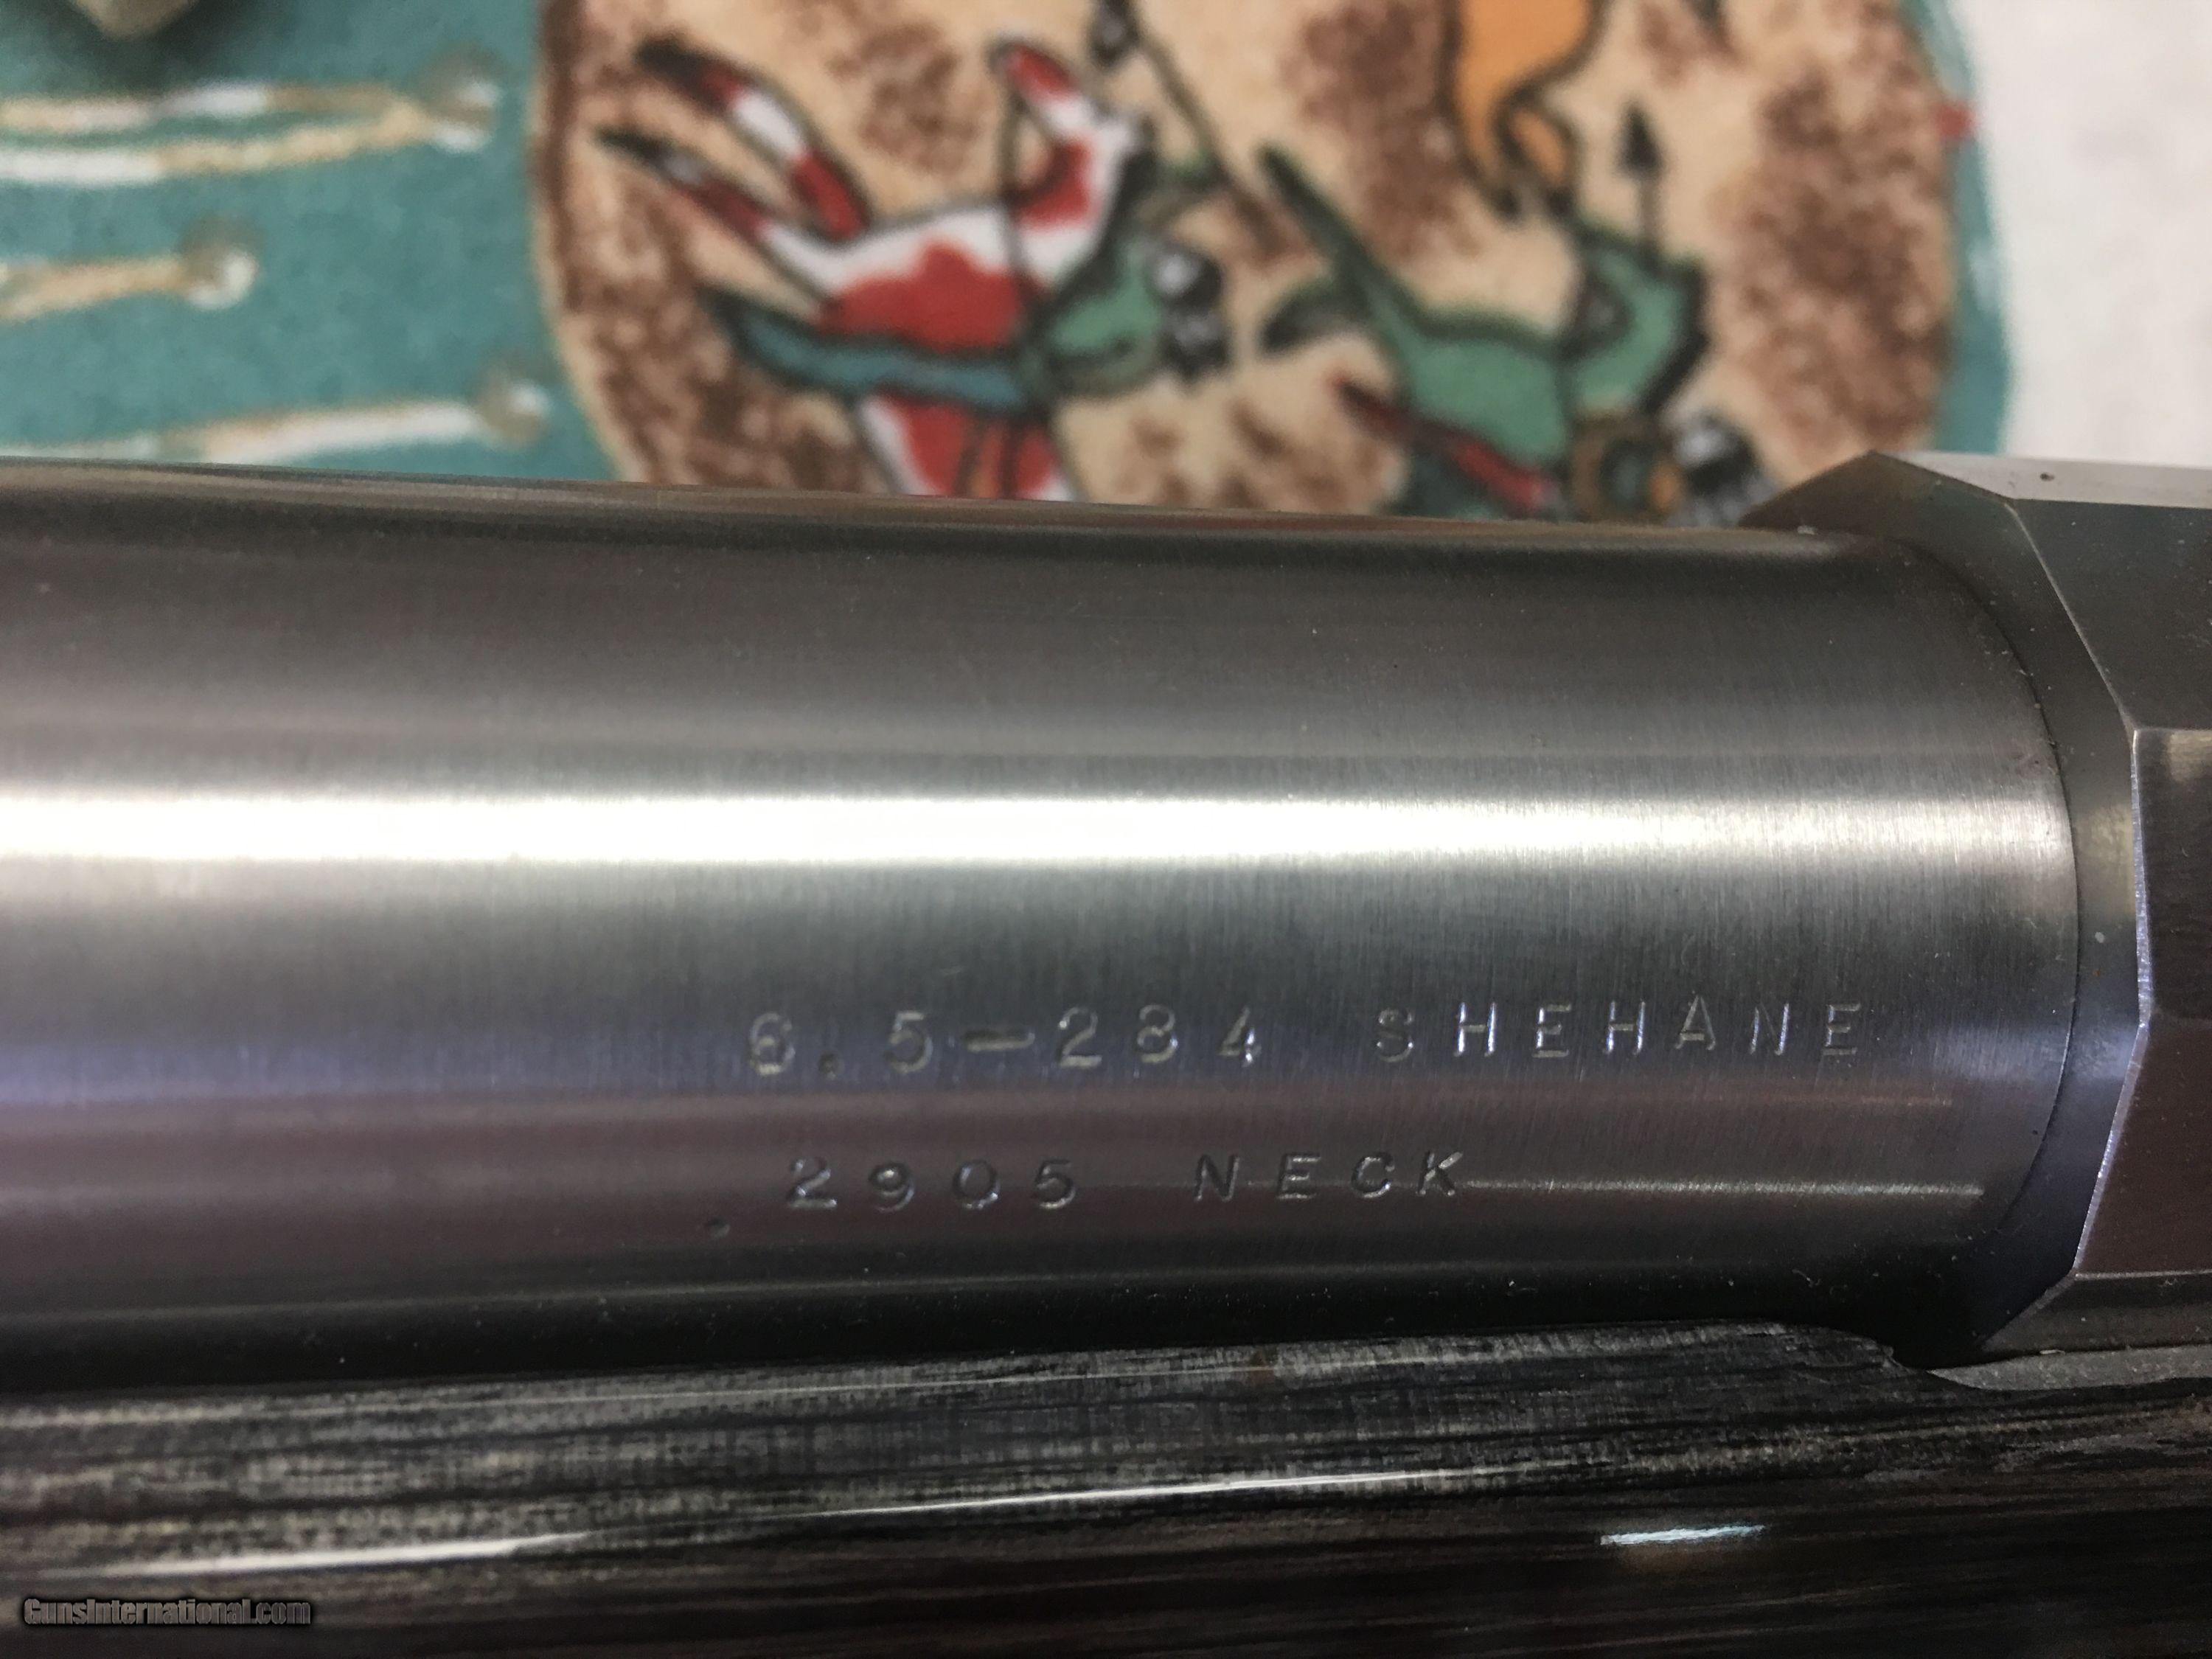 6.5-284 SHEHANE
.2905 NECK
GunsInternational.com